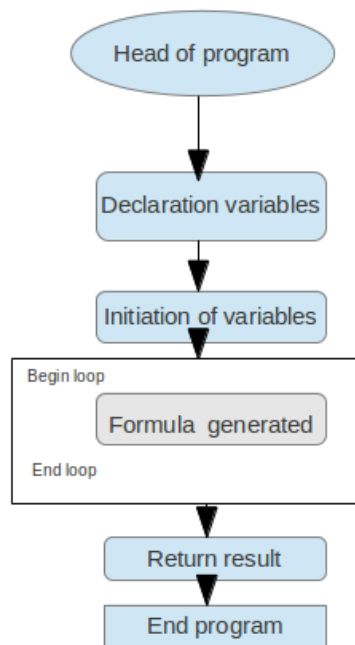 Head of program
Declaration variables
Initiation of variables
Begin loop
Formula generated
End loop
Return result
End program